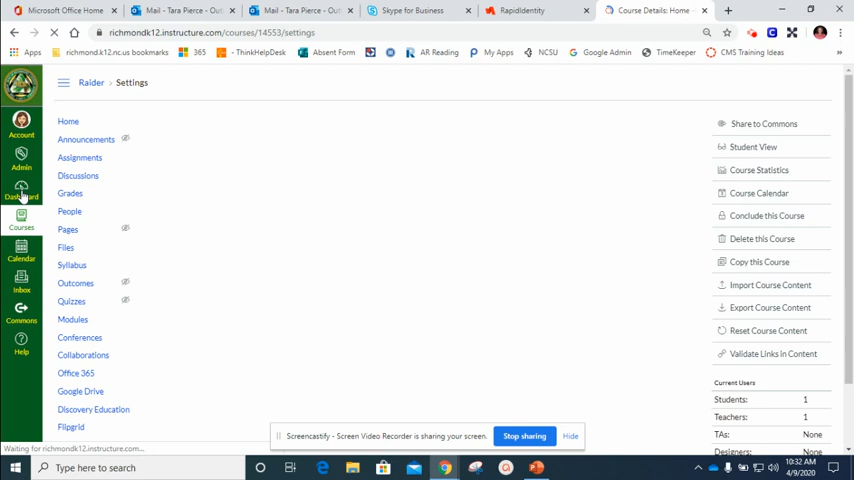 Microsoft Office Home
Mail - Tara Pierce - Out
Mail - Tara Pierce - Out
Skype for Business
RapidIdentity
Course Details: Home -
richmondk12.instructure.com/courses/14553/settings
Apps
richmond.k12.nc.us bookmarks
365
- ThinkHelpDesk
Absent Form
AR Reading
My Apps
NCSU
Google Admin
TimeKeeper
CMS Training Ideas
Raider > Settings
Account
Admin
Dashboard
Courses
Calendar
Inbox
Commons
Help
Home
Announcements
Assignments
Discussions
Grades
People
Pages
Files
Syllabus
Outcomes
Quizzes
Modules
Conferences
Collaborations
Office 365
Google Drive
Discovery Education
Flipgrid
Share to Commons
Student View
Course Statistics
Course Calendar
Conclude this Course
Delete this Course
Copy this Course
Import Course Content
Export Course Content
Reset Course Content
Validate Links in Content
Current Users
Students: 1
Teachers: 1
TAs: None
Designers: None
Screencastify - Screen Video Recorder is sharing your screen.
Stop sharing
Hide
Waiting for richmondk12.instructure.com...
Type here to search
10:32 AM
4/9/2020